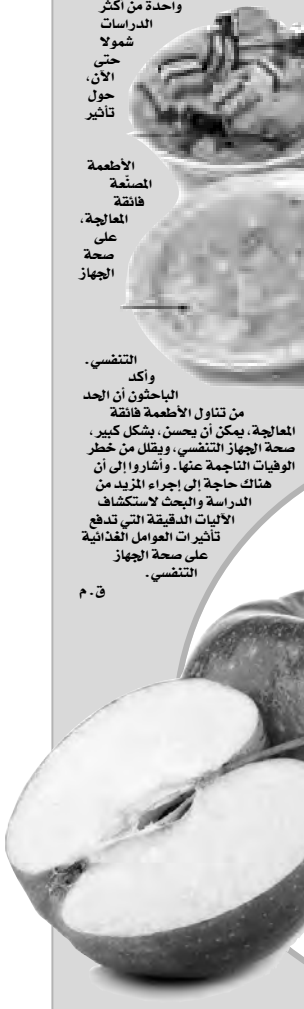 واحدة من أكثر
الدراسات
شمولا
حتى
الآن،
حول
تأثير
الأطعمة
المصنّعة
فائقة
المعالجة،
على
صحة
الجهاز
التنفسي.
وأكد
الباحثون أن الحد
من تناول الأطعمة فائقة
المعالجة، يمكن أن يحسن، بشكل كبير،
صحة الجهاز التنفسي، ويقلل من خطر
الوفيات الناجمة عنها. وأشاروا إلى أن
هناك حاجة إلى إجراء المزيد من
الدراسة والبحث لاستكشاف
الآليات الدقيقة التي تدفع
تأثيرات العوامل الغذائية
على صحة الجهاز
التنفسي.
ق. م